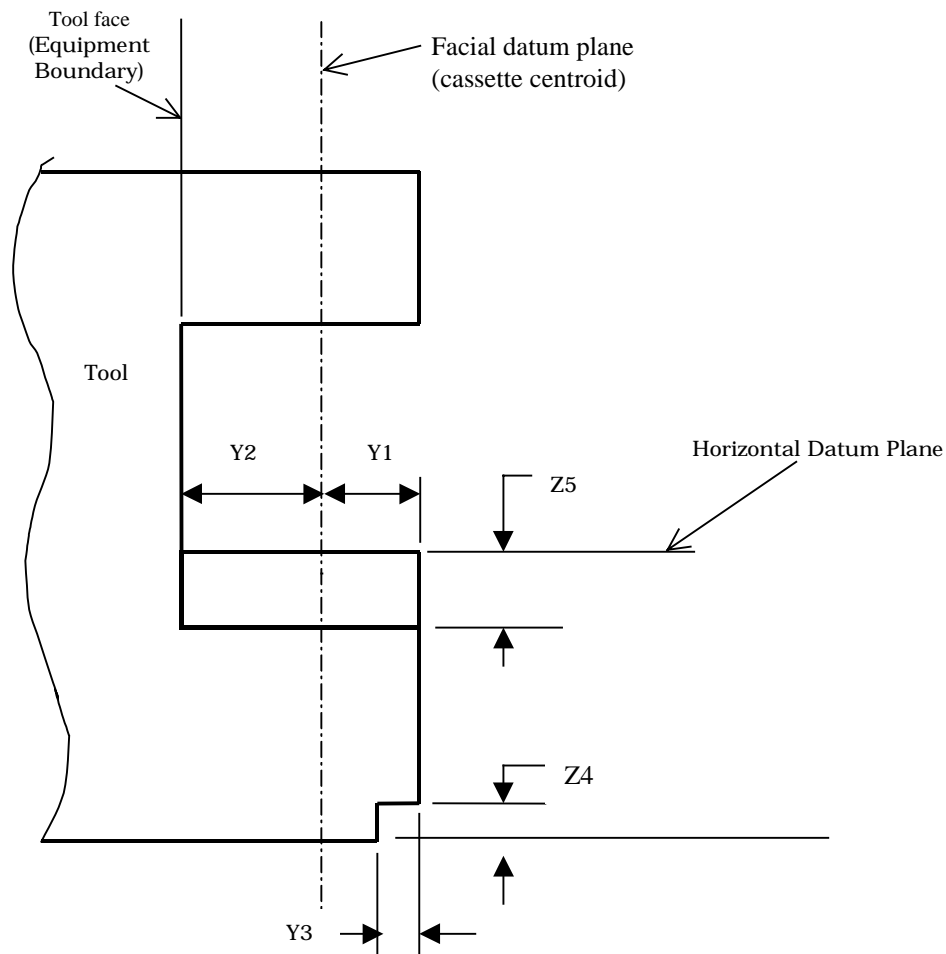 Tool face
(Equipment
Boundary)
Facial datum plane
(cassette centroid)
Tool
Y2
Y1
Horizontal Datum Plane
Z5
Z4
Y3